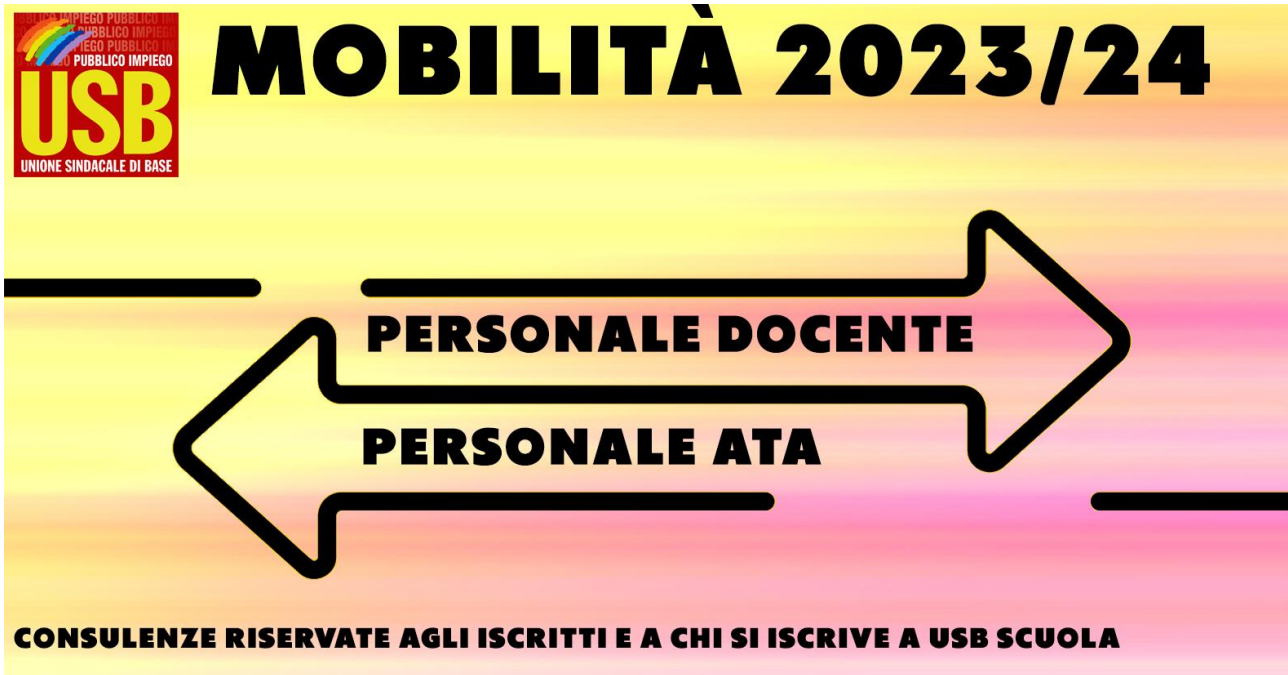 PUBBLICO IMPIEGO
USB
UNIONE SINDACALE DI BASE
MOBILITÀ 2023/24
PERSONALE DOCENTE
PERSONALE ATA
CONSULENZE RISERVATE AGLI ISCRITTI E A CHI SI ISCRIVE A USB SCUOLA